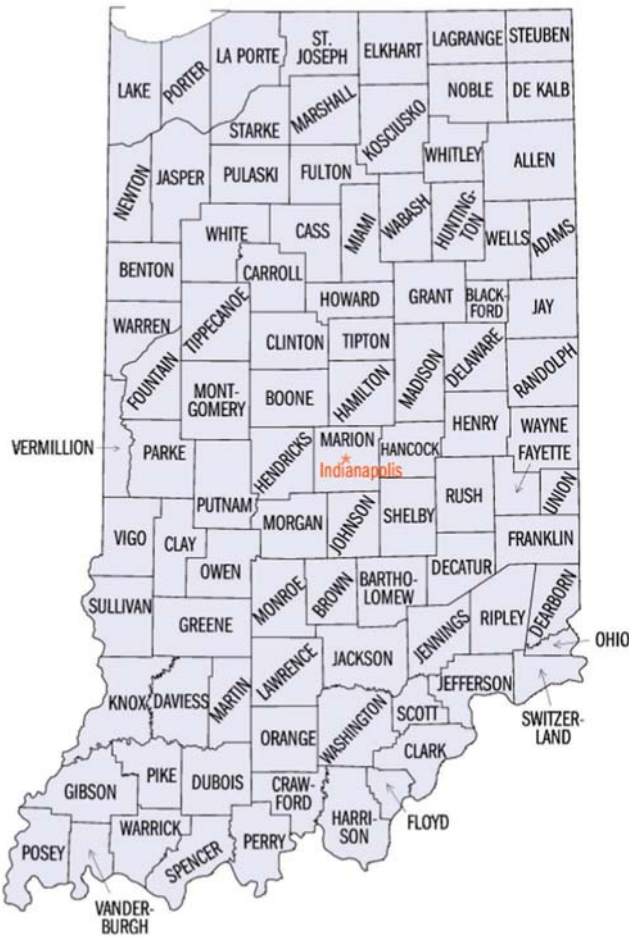 LAKE
PORTER
LA PORTE
ST.
JOSEPH
ELKHART
LAGRANGE
STEUBEN
NOBLE
DE KALB
STARKE
MARSHALL
KOSCIUSKO
WHITLEY
ALLEN
NEWTON
JASPER
PULASKI
FULTON
MIAMI
WABASH
HUNTING-
TON
WELLS
ADAMS
WHITE
CASS
BENTON
CARROLL
HOWARD
GRANT
BLACK-
FORD
JAY
WARREN
TIPPECANOE
CLINTON
TIPTON
FOUNTAIN
MONT-
GOMERY
BOONE
HAMILTON
MADISON
DELAWARE
RANDOLPH
HENRY
WAYNE
VERMILLION
PARKE
HENDRICKS
MARION
Indianapolis
HANCOCK
FAYETTE
UNION
PUTNAM
MORGAN
JOHNSON
SHELBY
RUSH
FRANKLIN
VIGO
CLAY
OWEN
MONROE
BROWN
BARTHO-
LOMEW
DECATUR
DEARBORN
SULLIVAN
GREENE
JENNINGS
RIPLEY
OHIO
LAWRENCE
JACKSON
JEFFERSON
SWITZER-
LAND
KNOX
DAVIESS
MARTIN
ORANGE
WASHINGTON
SCOTT
CLARK
GIBSON
PIKE
DUBOIS
CRAW-
FORD
HARRI-
SON
FLOYD
POSEY
WARRICK
SPENCER
PERRY
VANDER-
BURGH